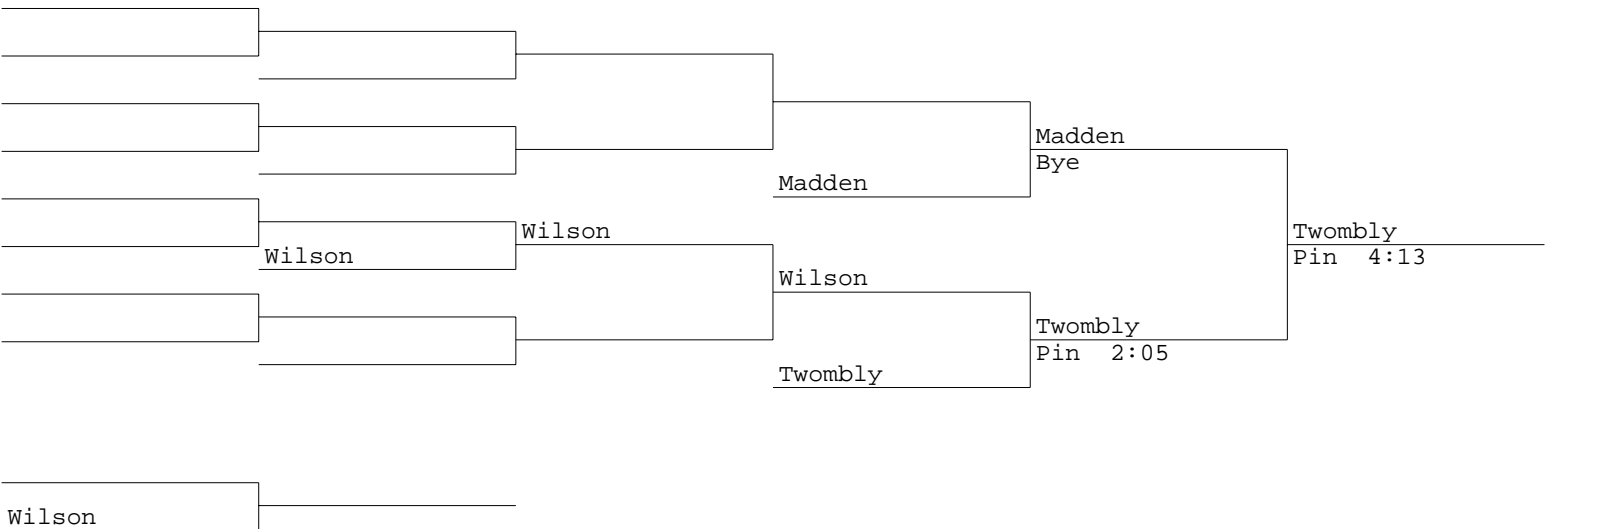 Madden
Bye
Madden
Wilson
Twombly
Pin 4:13
Wilson
Wilson
Twombly
Pin 2:05
Twombly
Wilson